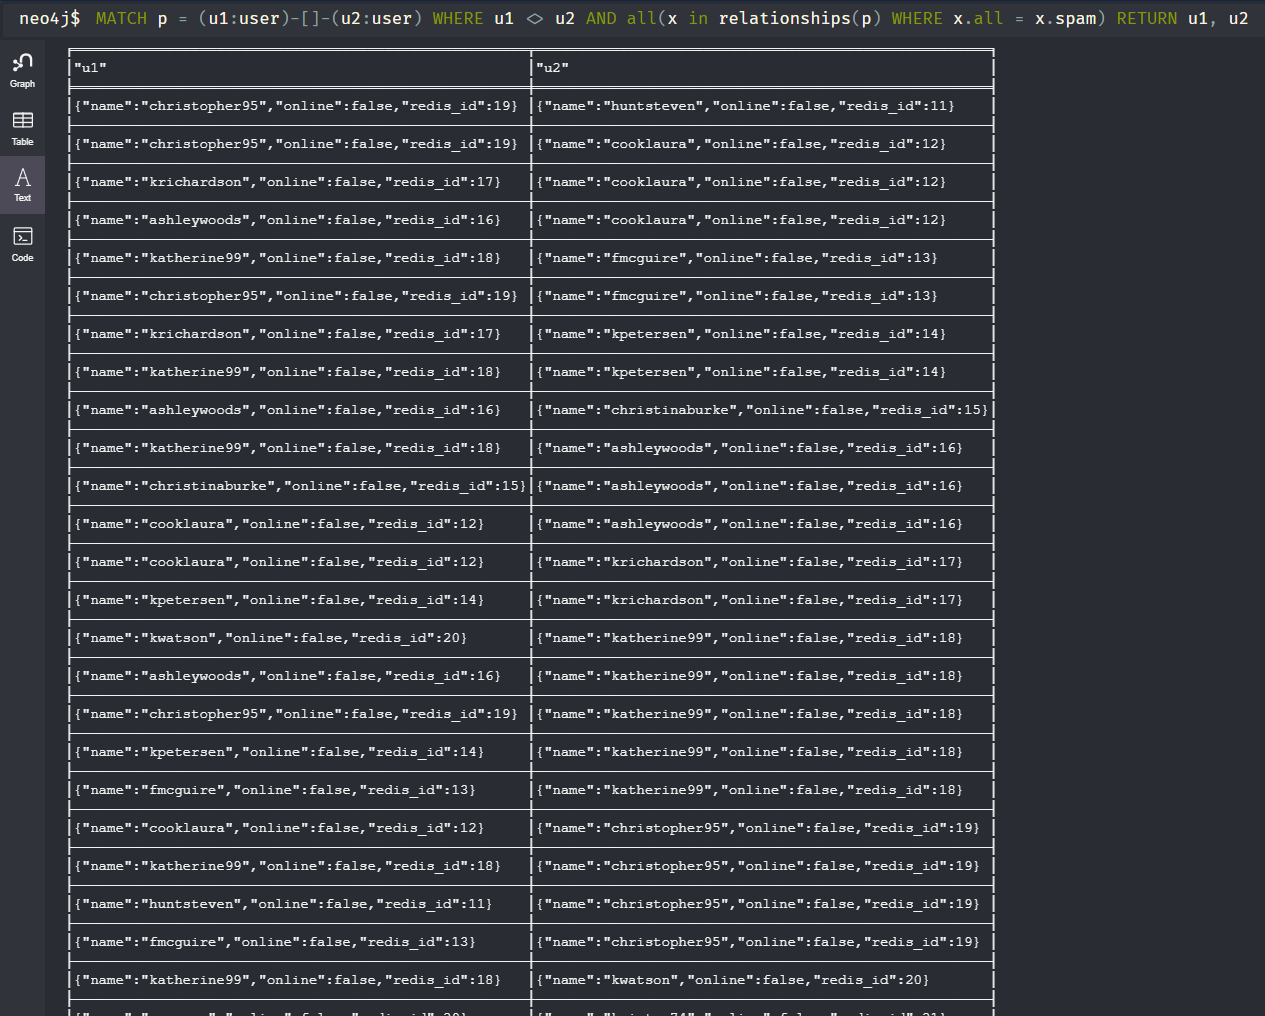 neo4j$ MATCH p = (u1:user)-[]-(u2:user) WHERE u1 <> u2 AND all(x in relationships(p) WHERE x.all = x.spam) RETURN u1, u2
Graph
Table
Text
Code
"u1" "u2"
{"name":"christopher95","online":false,"redis_id":19} {"name":"huntsteven","online":false,"redis_id":11}
{"name":"christopher95","online":false,"redis_id":19} {"name":"cooklaura","online":false,"redis_id":12}
{"name":"krichardson","online":false,"redis_id":17} {"name":"cooklaura","online":false,"redis_id":12}
{"name":"ashleywoods","online":false,"redis_id":16} {"name":"cooklaura","online":false,"redis_id":12}
{"name":"katherine99","online":false,"redis_id":18} {"name":"fmcguire","online":false,"redis_id":13}
{"name":"christopher95","online":false,"redis_id":19} {"name":"fmcguire","online":false,"redis_id":13}
{"name":"krichardson","online":false,"redis_id":17} {"name":"kpetersen","online":false,"redis_id":14}
{"name":"katherine99","online":false,"redis_id":18} {"name":"kpetersen","online":false,"redis_id":14}
{"name":"ashleywoods","online":false,"redis_id":16} {"name":"christinaburke","online":false,"redis_id":15}
{"name":"katherine99","online":false,"redis_id":18} {"name":"ashleywoods","online":false,"redis_id":16}
{"name":"christinaburke","online":false,"redis_id":15} {"name":"ashleywoods","online":false,"redis_id":16}
{"name":"cooklaura","online":false,"redis_id":12} {"name":"ashleywoods","online":false,"redis_id":16}
{"name":"cooklaura","online":false,"redis_id":12} {"name":"krichardson","online":false,"redis_id":17}
{"name":"kpetersen","online":false,"redis_id":14} {"name":"krichardson","online":false,"redis_id":17}
{"name":"kwatson","online":false,"redis_id":20} {"name":"katherine99","online":false,"redis_id":18}
{"name":"ashleywoods","online":false,"redis_id":16} {"name":"katherine99","online":false,"redis_id":18}
{"name":"christopher95","online":false,"redis_id":19} {"name":"katherine99","online":false,"redis_id":18}
{"name":"kpetersen","online":false,"redis_id":14} {"name":"katherine99","online":false,"redis_id":18}
{"name":"fmcguire","online":false,"redis_id":13} {"name":"katherine99","online":false,"redis_id":18}
{"name":"cooklaura","online":false,"redis_id":12} {"name":"christopher95","online":false,"redis_id":19}
{"name":"katherine99","online":false,"redis_id":18} {"name":"christopher95","online":false,"redis_id":19}
{"name":"huntsteven","online":false,"redis_id":11} {"name":"christopher95","online":false,"redis_id":19}
{"name":"fmcguire","online":false,"redis_id":13} {"name":"christopher95","online":false,"redis_id":19}
{"name":"katherine99","online":false,"redis_id":18} {"name":"kwatson","online":false,"redis_id":20}